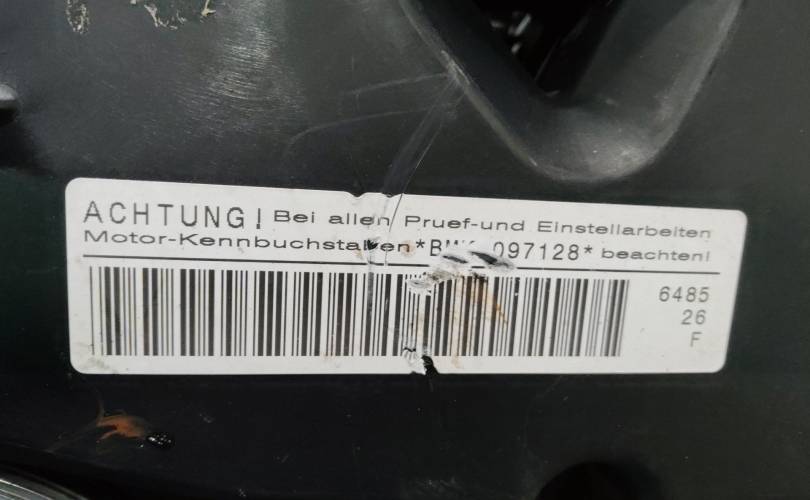 ACHTUNG! Bei allen Pruef-und Einstellarbeiten
Motor-Kennbuchstaben 097128* beachten!
6485
26
F